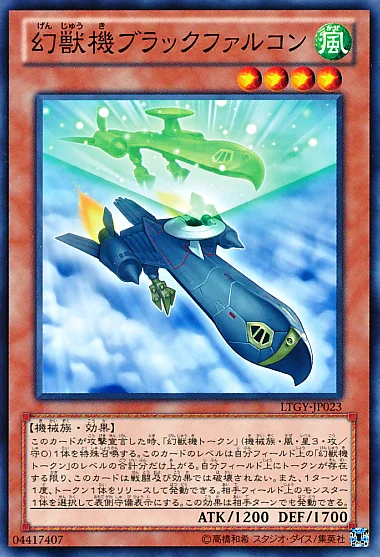 げん じゅう き
幻獣機ブラックファルコン
かぜ
風
LTGY-JP023
【機械族・効果】
このカードが攻撃宣言した時、「幻獣機トークン」(機械族・風・星3・攻/
守0)1体を特殊召喚する。このカードのレベルは自分フィールド上の「幻獣機
トークン」のレベルの合計分だけ上がる。自分フィールド上にトークンが存在
する限り、このカードは戦闘及び効果では破壊されない。また、1ターンに
1度、トークン1体をリリースして発動できる。相手フィールド上のモンスター
1体を選択して表側守備表示にする。この効果は相手ターンでも発動できる。
ATK/1200 DEF/1700
04417407
©高橋和希 スタジオ・ダイス/集英社